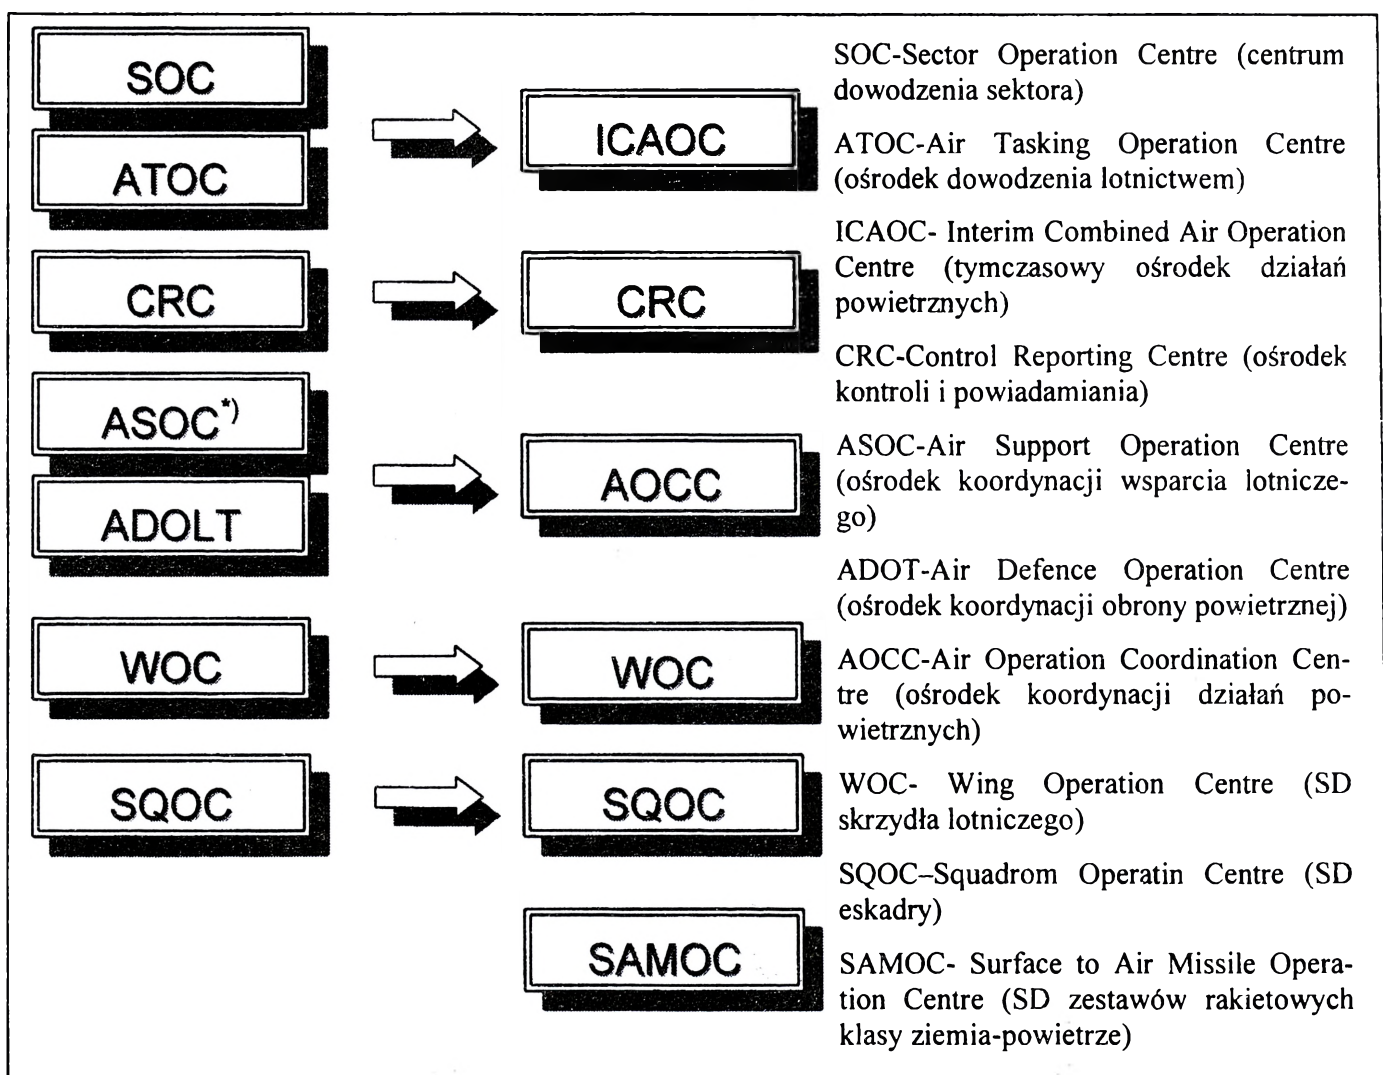 SOC
ATOC
ICAOC
CRC
CRC
ASOC*)
ADOLT
AOCC
WOC
WOC
SQOC
SQOC
SAMOC
SOC-Sector Operation Centre (centrum
dowodzenia sektora)
ATOC-Air Tasking Operation Centre
(ośrodek dowodzenia lotnictwem)
ICAOC- Interim Combined Air Operation
Centre (tymczasowy ośrodek działań
powietrznych)
CRC-Control Reporting Centre (ośrodek
kontroli i powiadamiania)
ASOC-Air Support Operation Centre
(ośrodek koordynacji wsparcia lotnicze-
go)
ADOT-Air Defence Operation Centre
(ośrodek koordynacji obrony powietrznej)
AOCC-Air Operation Coordination Cen-
tre (ośrodek koordynacji działań po-
wietrznych)
WOC- Wing Operation Centre (SD
skrzydła lotniczego)
SQOC–Squadrom Operatin Centre (SD
eskadry)
SAMOC- Surface to Air Missile Opera-
tion Centre (SD zestawów rakietowych
klasy ziemia-powietrze)